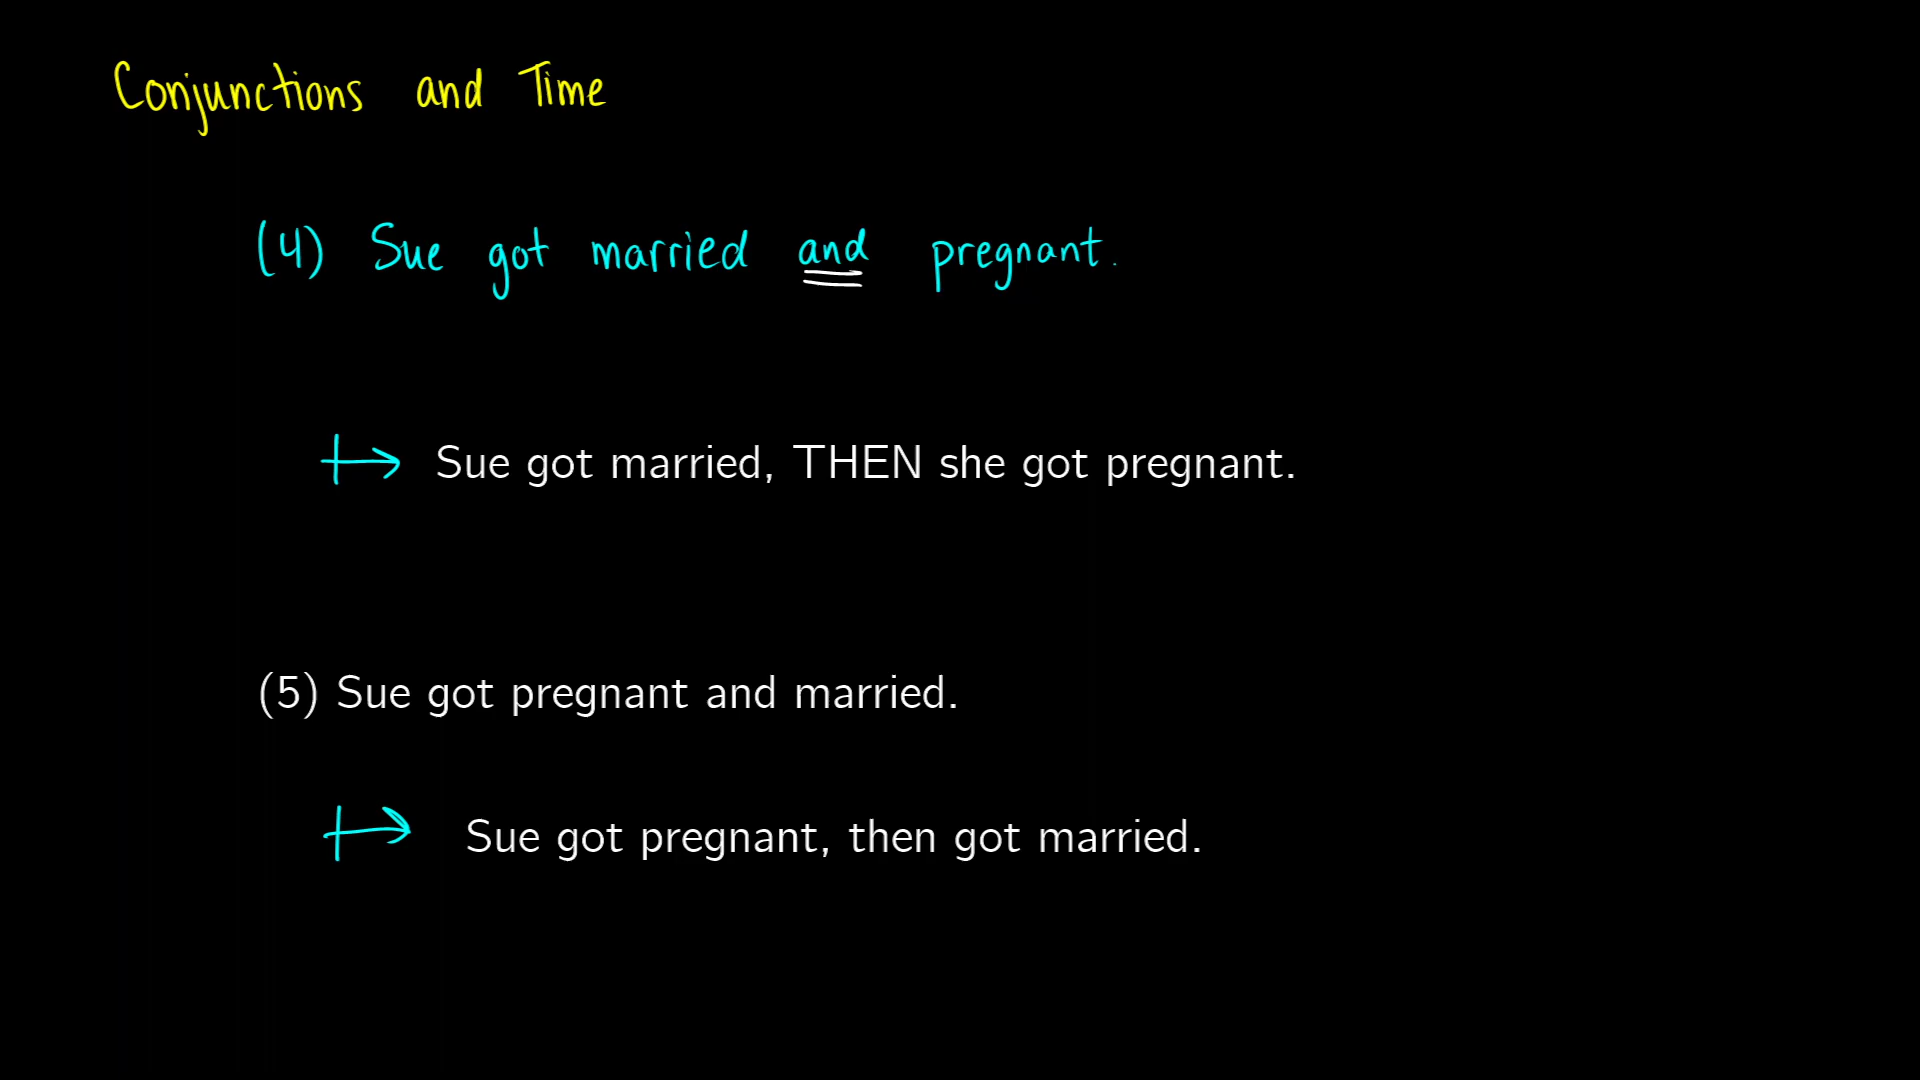 Conjunctions and Time
(4) Sue got married and pregnant.
Sue got married, THEN she got pregnant.
(5) Sue got pregnant and married.
Sue got pregnant, then got married.